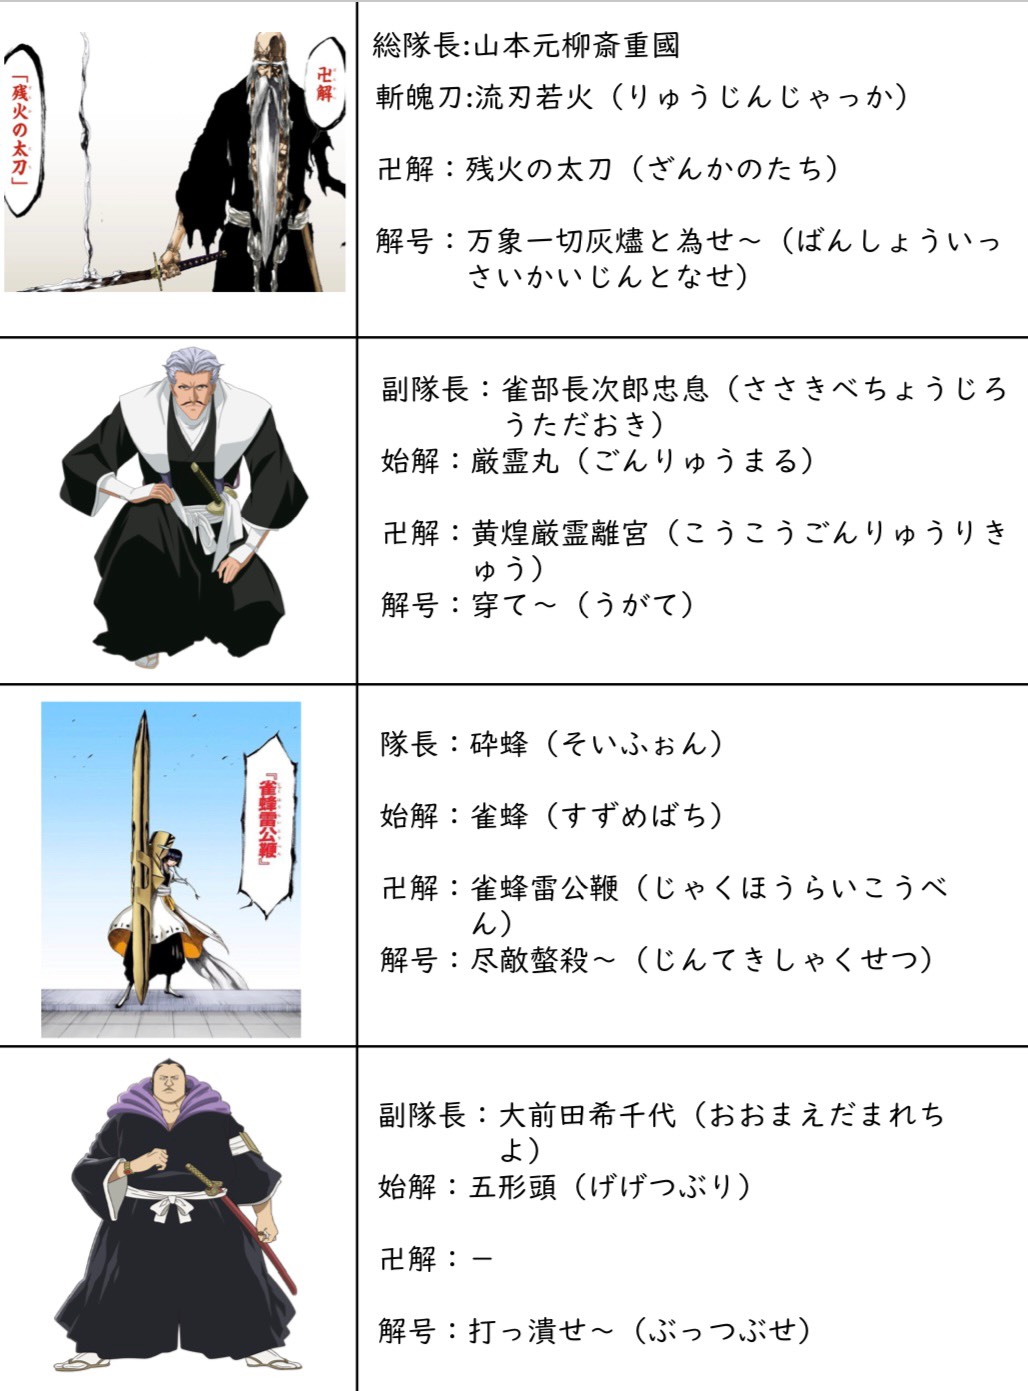 卍解
「残火の太刀」
総隊長:山本元柳斎重國
斬魄刀:流刃若火（りゅうじんじゃっか）
卍解：残火の太刀（ざんかのたち）
解号：万象一切灰燼と為せ～（ばんしょういっ
さいかいじんとなせ）
副隊長：雀部長次郎忠息（ささきべちょうじろ
うただおき）
始解：厳霊丸（ごんりゅうまる）
卍解：黄煌厳霊離宮（こうこうごんりゅうりき
ゅう）
解号：穿て～（うがて）
『雀蜂雷公鞭』
隊長：砕蜂（そいふぉん）
始解：雀蜂（すずめばち）
卍解：雀蜂雷公鞭（じゃくほうらいこうべ
ん）
解号：尽敵螫殺～（じんてきしゃくせつ）
副隊長：大前田希千代（おおまえだまれち
よ）
始解：五形頭（げげつぶり）
卍解：－
解号：打っ潰せ～（ぶっつぶせ）